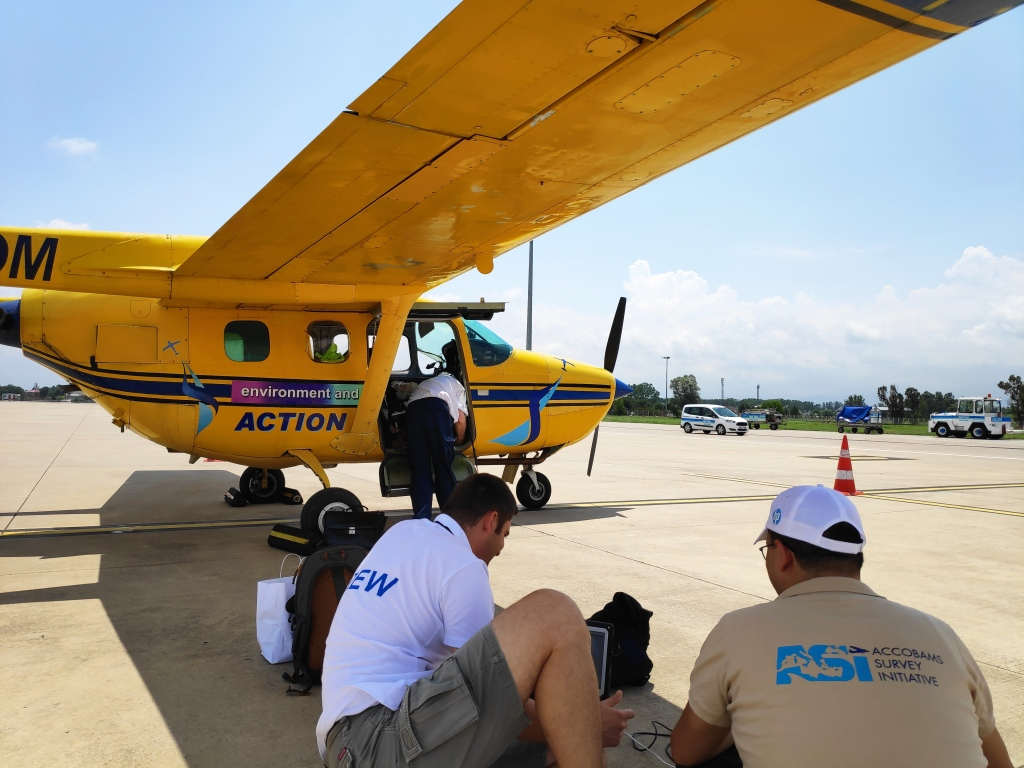 OM
environment and
ACTION
EW
ASI
ACCOBAMS
SURVEY
INITIATIVE